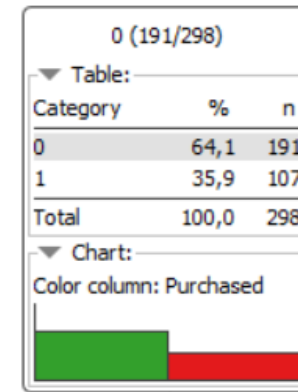 0 (191/298)
Table:
Category % n
0 64,1 191
1 35,9 107
Total 100,0 298
Chart:
Color column: Purchased